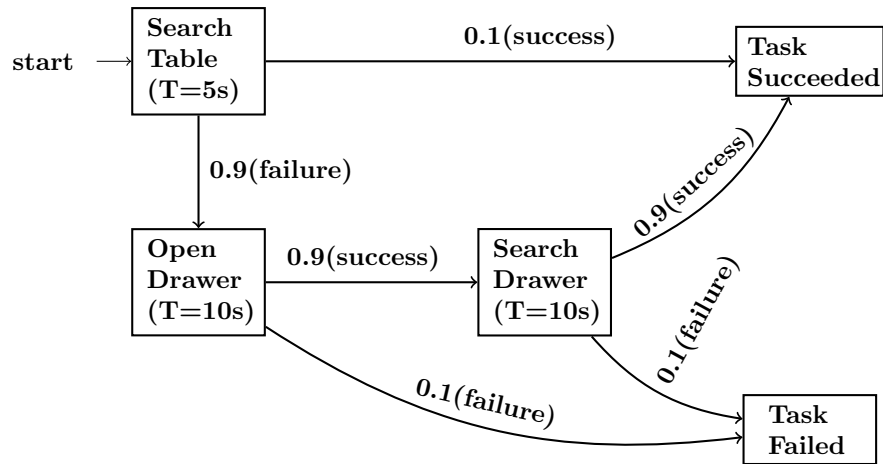 start
Search
Table
(T=5s)
0.1(success)
Task
Succeeded
0.9(failure)
0.9(success)
Open
Drawer
(T=10s)
0.9(success)
Search
Drawer
(T=10s)
0.1(failure)
0.1(failure)
Task
Failed